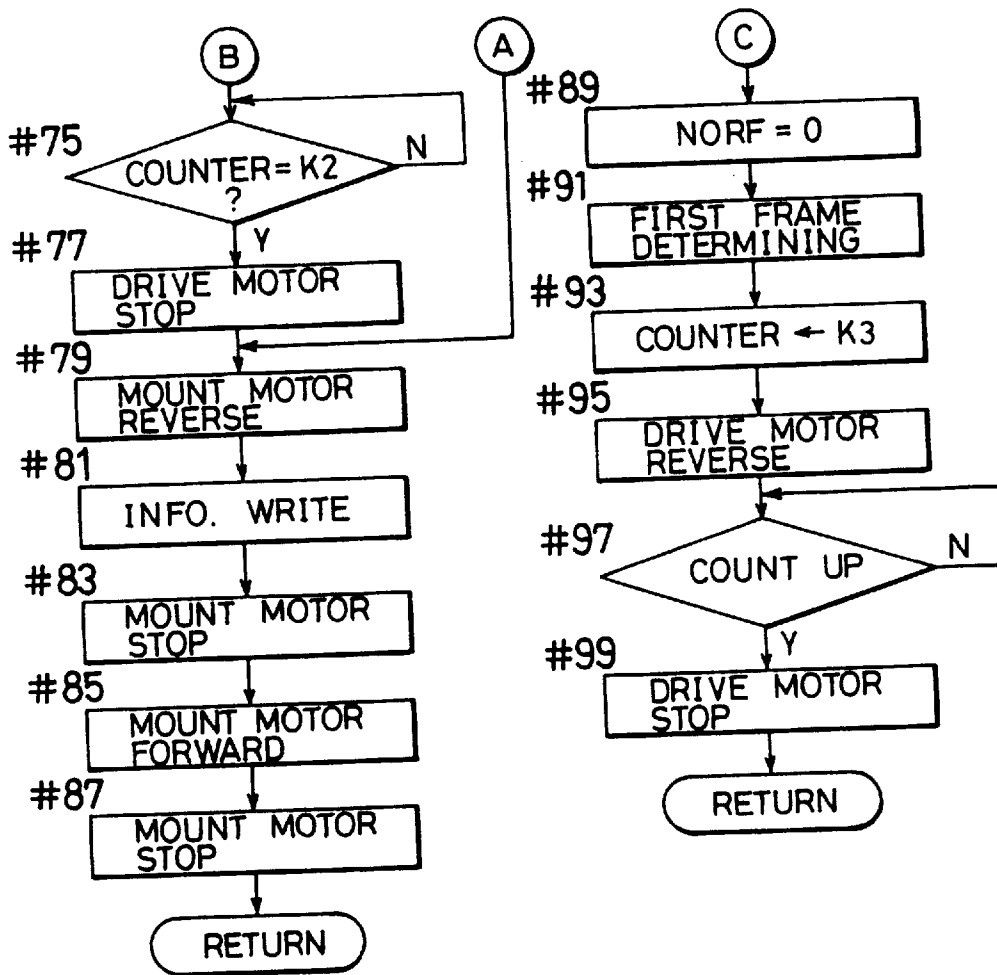 B
#75
COUNTER=K2
?
N
Y
#77
DRIVE MOTOR
STOP
A
#79
MOUNT MOTOR
REVERSE
#81
INFO. WRITE
#83
MOUNT MOTOR
STOP
#85
MOUNT MOTOR
FORWARD
#87
MOUNT MOTOR
STOP
RETURN
C
#89
NORF = 0
#91
FIRST FRAME
DETERMINING
#93
COUNTER ← K3
#95
DRIVE MOTOR
REVERSE
#97
COUNT UP
N
Y
#99
DRIVE MOTOR
STOP
RETURN